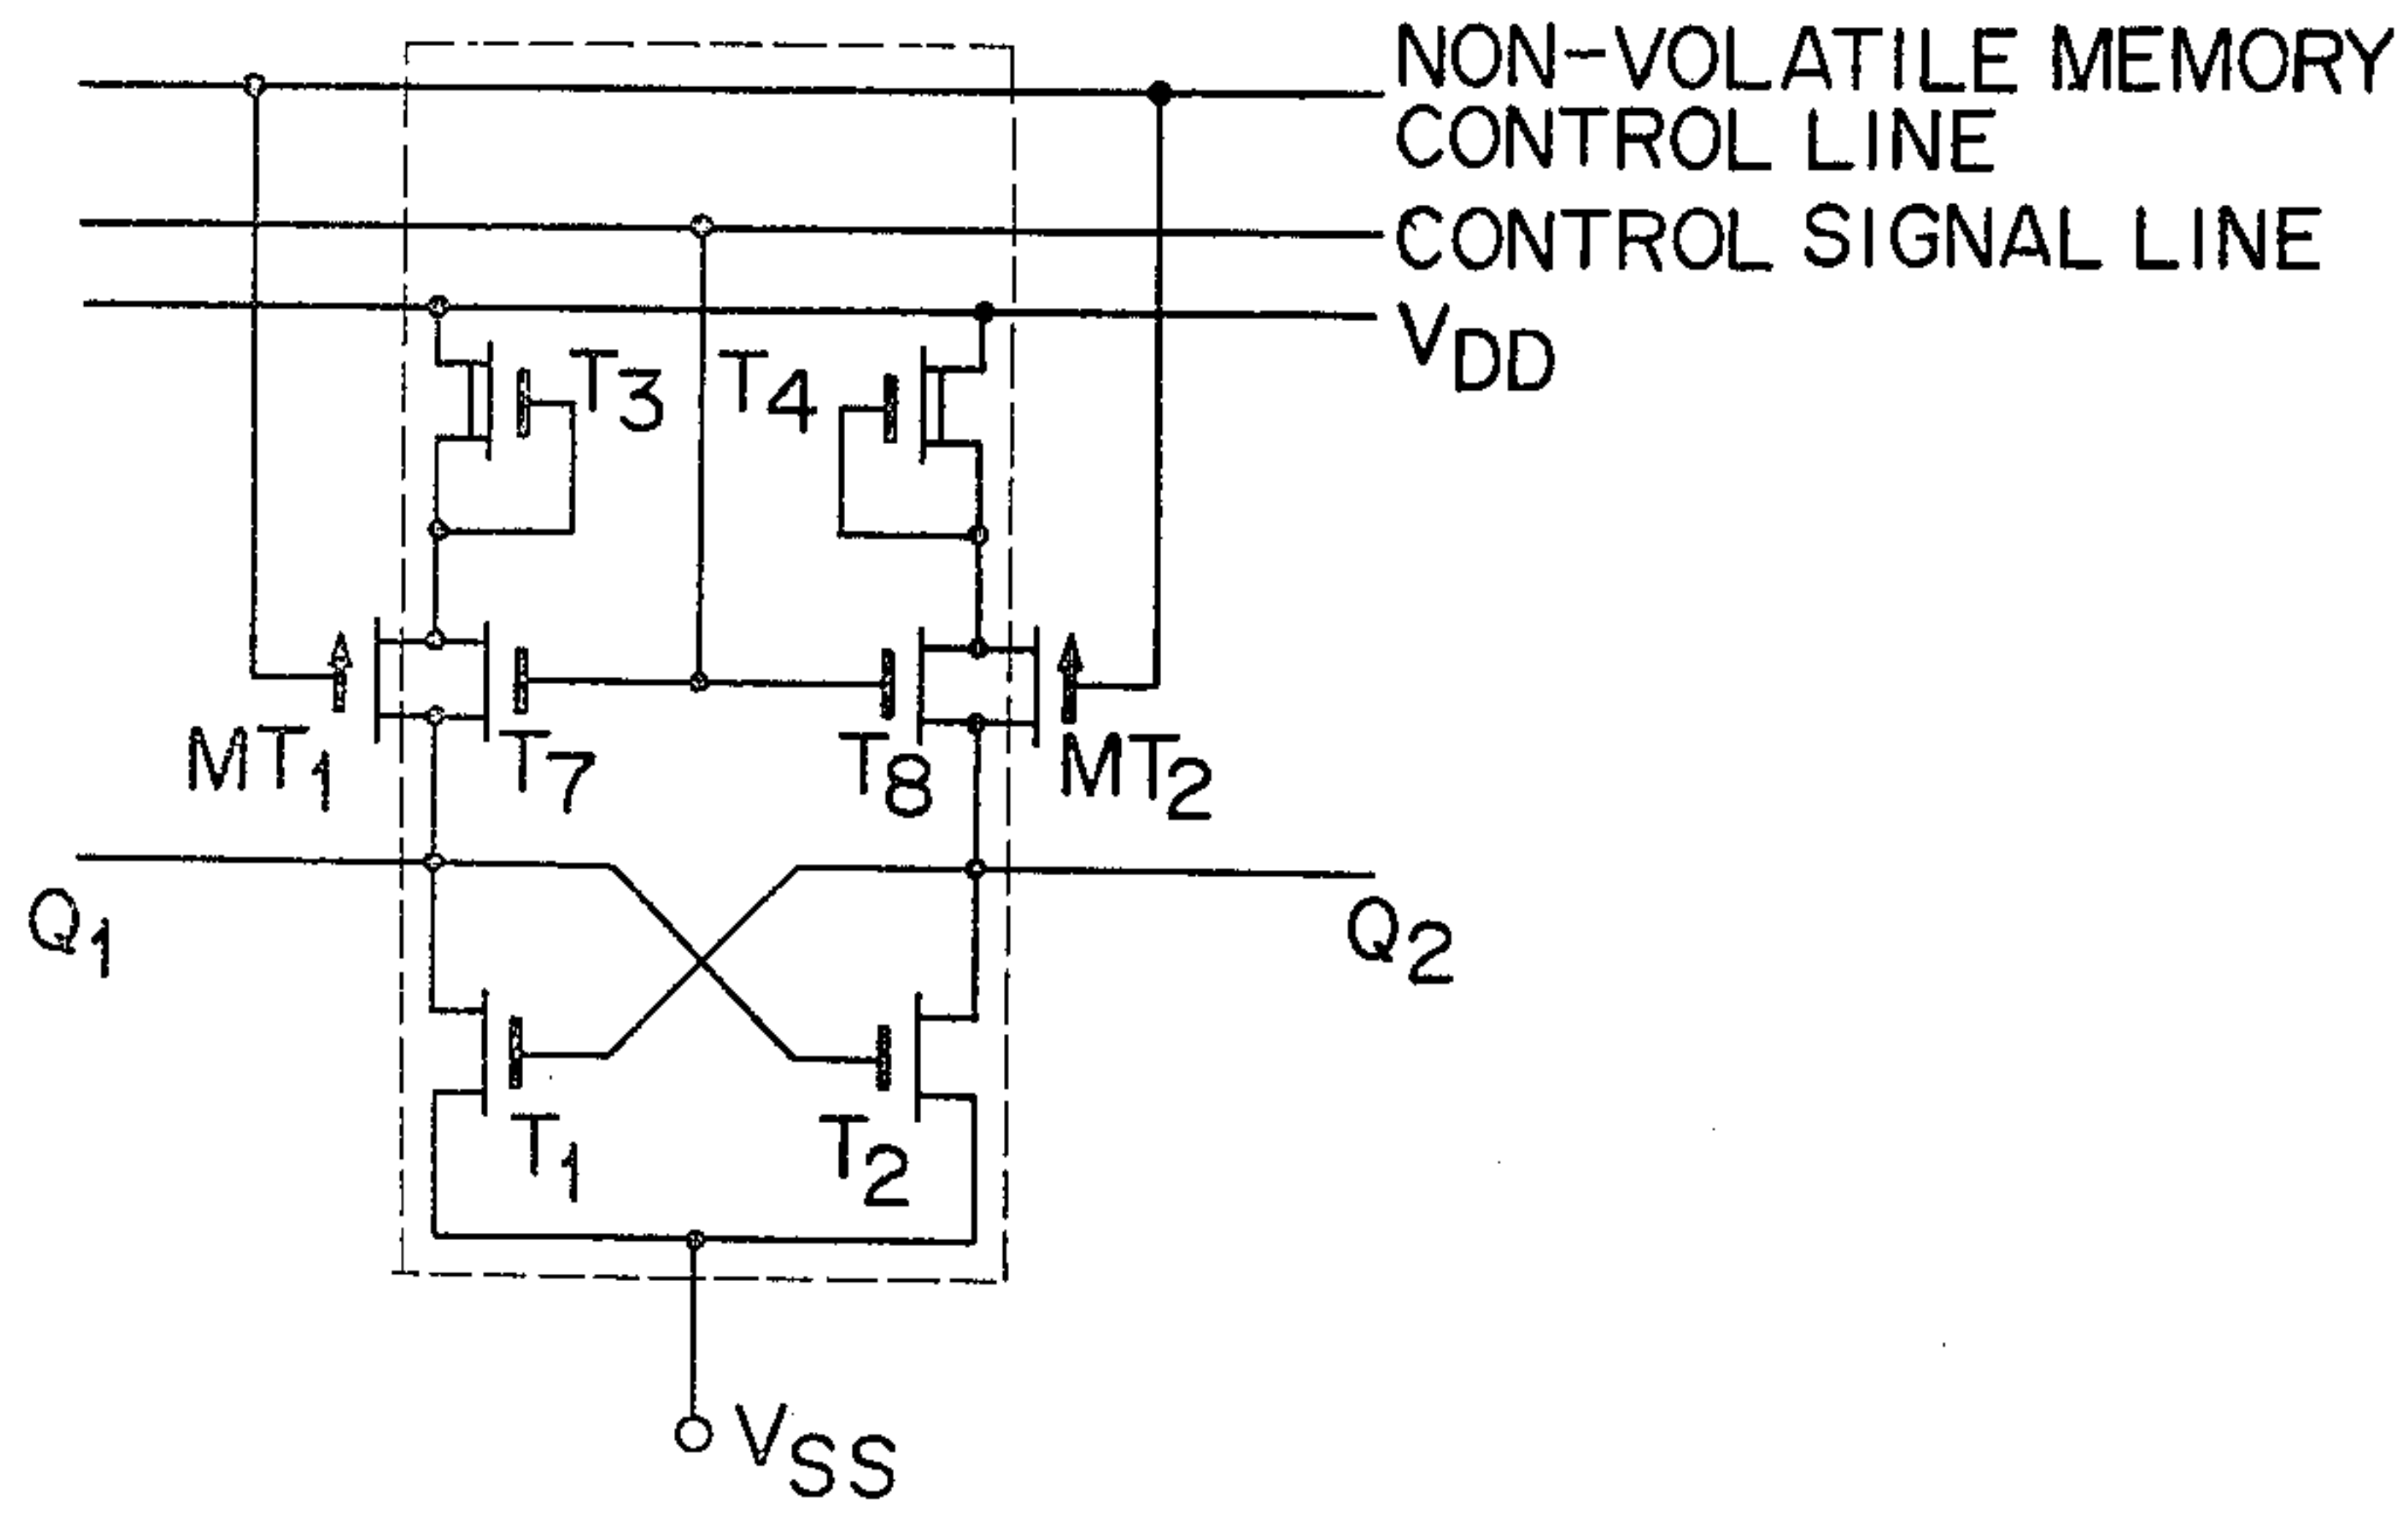 NON-VOLATILE MEMORY
CONTROL LINE
CONTROL SIGNAL LINE
VDD
T3 T4
MT1 T7 T8 MT2
Q1 Q2
T1 T2
VSS